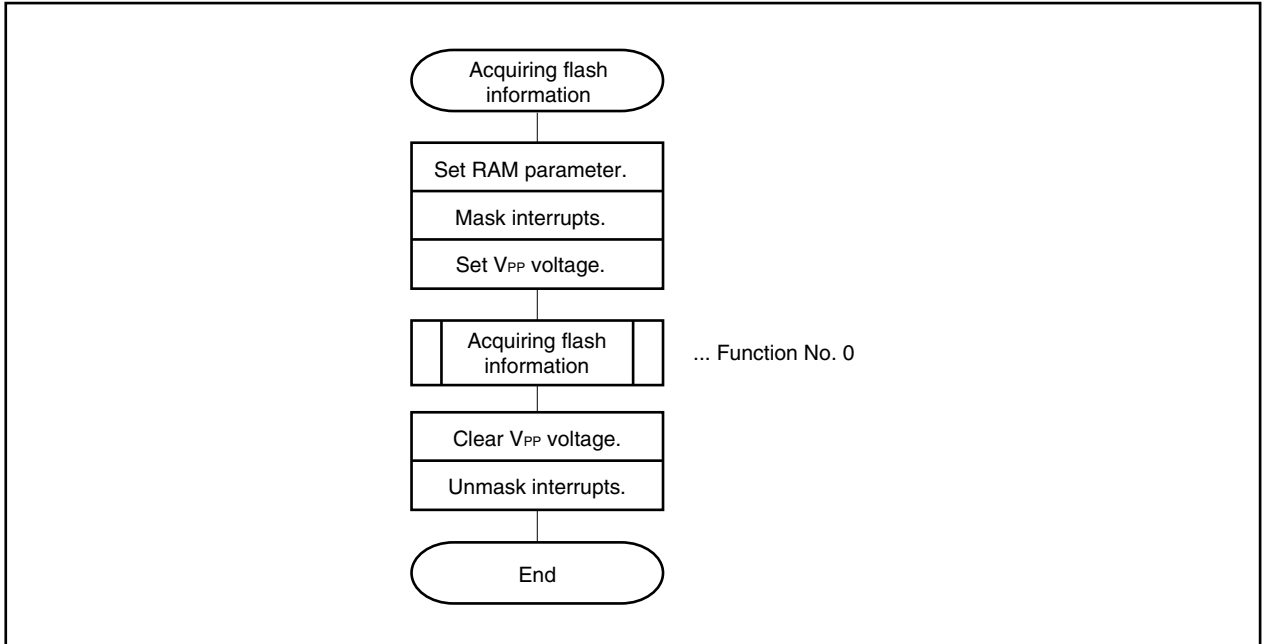 Acquiring flash
information
Set RAM parameter.
Mask interrupts.
Set VPP voltage.
Acquiring flash
information
... Function No. 0
Clear VPP voltage.
Unmask interrupts.
End